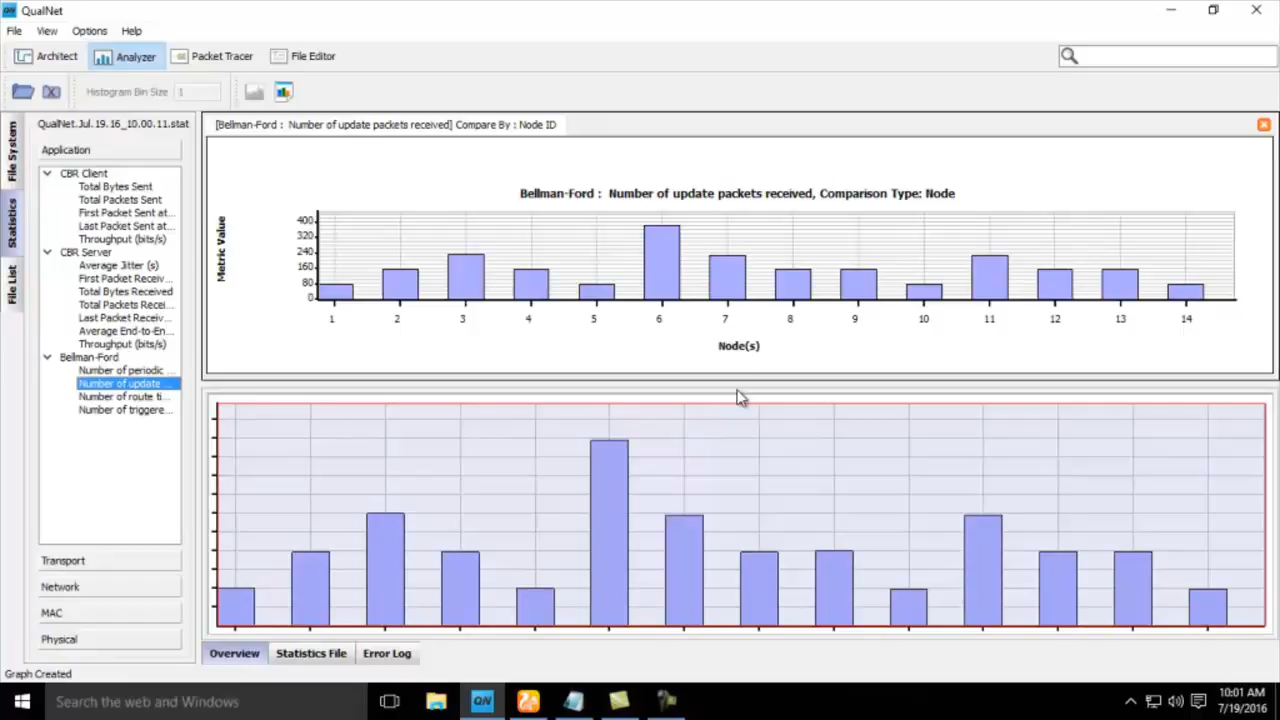 QualNet
File View Options Help
Architect Analyzer Packet Tracer File Editor
Histogram Bin Size 1
File System
Statistics
File List
QualNet.Jul.19.16_10.00.11.stat
Application
CBR Client
Total Bytes Sent
Total Packets Sent
First Packet Sent at...
Last Packet Sent at...
Throughput (bits/s)
CBR Server
Average Jitter (s)
First Packet Receiv...
Total Bytes Received
Total Packets Recei...
Last Packet Receiv...
Average End-to-En...
Throughput (bits/s)
Bellman-Ford
Number of periodic ...
Number of update ...
Number of route ti...
Number of triggere...
Transport
Network
MAC
Physical
[Bellman-Ford : Number of update packets received] Compare By : Node ID
Bellman-Ford : Number of update packets received, Comparison Type: Node
Metric Value
400
320
240
160
80
0
1 2 3 4 5 6 7 8 9 10 11 12 13 14
Node(s)
Overview Statistics File Error Log
Graph Created
QN
Search the web and Windows
QN
10:01 AM
7/19/2016